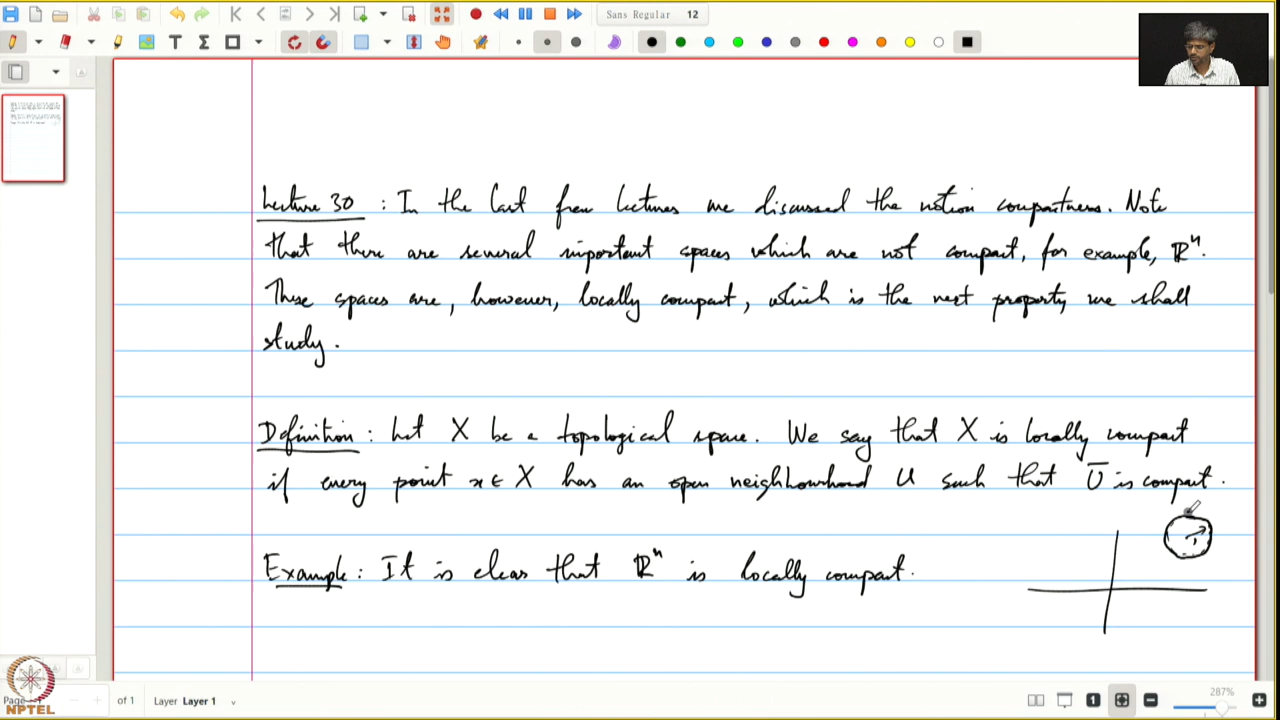 Sans Regular 12
Lecture 30 : In the last few lectures we discussed the notion compactness. Note
that there are several important spaces which are not compact, for example, ℝⁿ.
These spaces are, however, locally compact, which is the next property we shall
study.
Definition : Let X be a topological space. We say that X is locally compact
if every point x ∈ X has an open neighbourhood U such that U̅ is compact.
1
Example : It is clear that ℝⁿ is locally compact.
Page
of 1
Layer Layer 1
1
287%
NPTEL